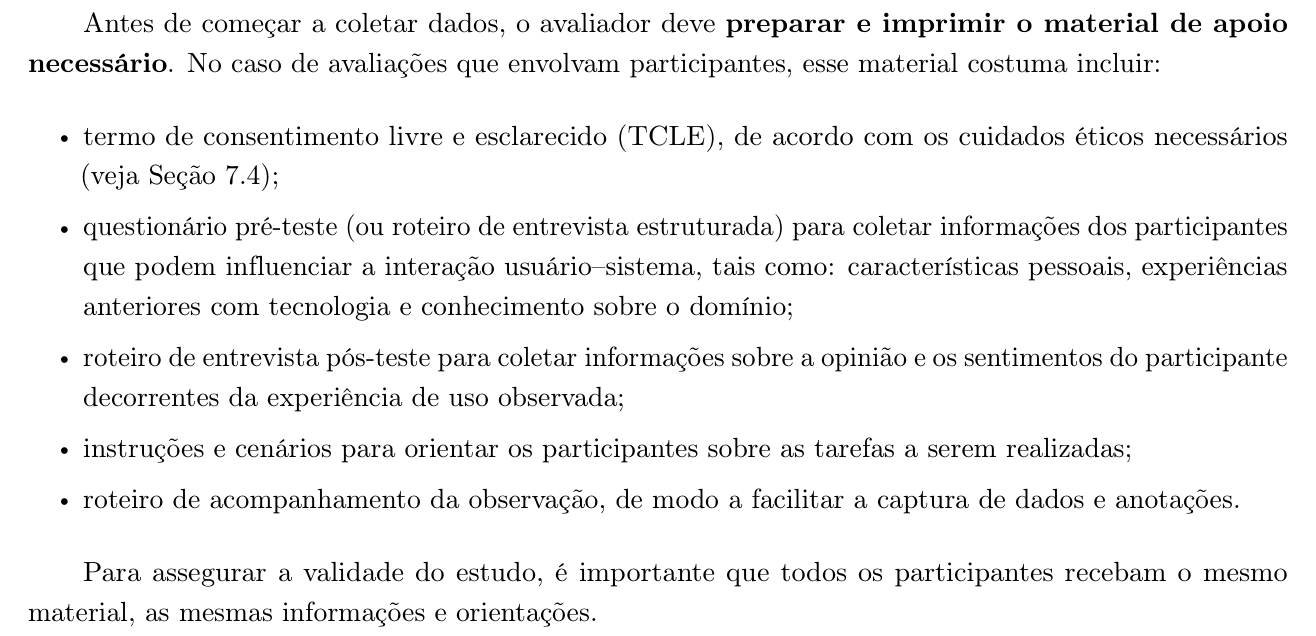 Antes de começar a coletar dados, o avaliador deve preparar e imprimir o material de apoio
necessário. No caso de avaliações que envolvam participantes, esse material costuma incluir:
• termo de consentimento livre e esclarecido (TCLE), de acordo com os cuidados éticos necessários
(veja Seção 7.4);
• questionário pré-teste (ou roteiro de entrevista estruturada) para coletar informações dos participantes
que podem influenciar a interação usuário–sistema, tais como: características pessoais, experiências
anteriores com tecnologia e conhecimento sobre o domínio;
• roteiro de entrevista pós-teste para coletar informações sobre a opinião e os sentimentos do participante
decorrentes da experiência de uso observada;
• instruções e cenários para orientar os participantes sobre as tarefas a serem realizadas;
• roteiro de acompanhamento da observação, de modo a facilitar a captura de dados e anotações.
Para assegurar a validade do estudo, é importante que todos os participantes recebam o mesmo
material, as mesmas informações e orientações.